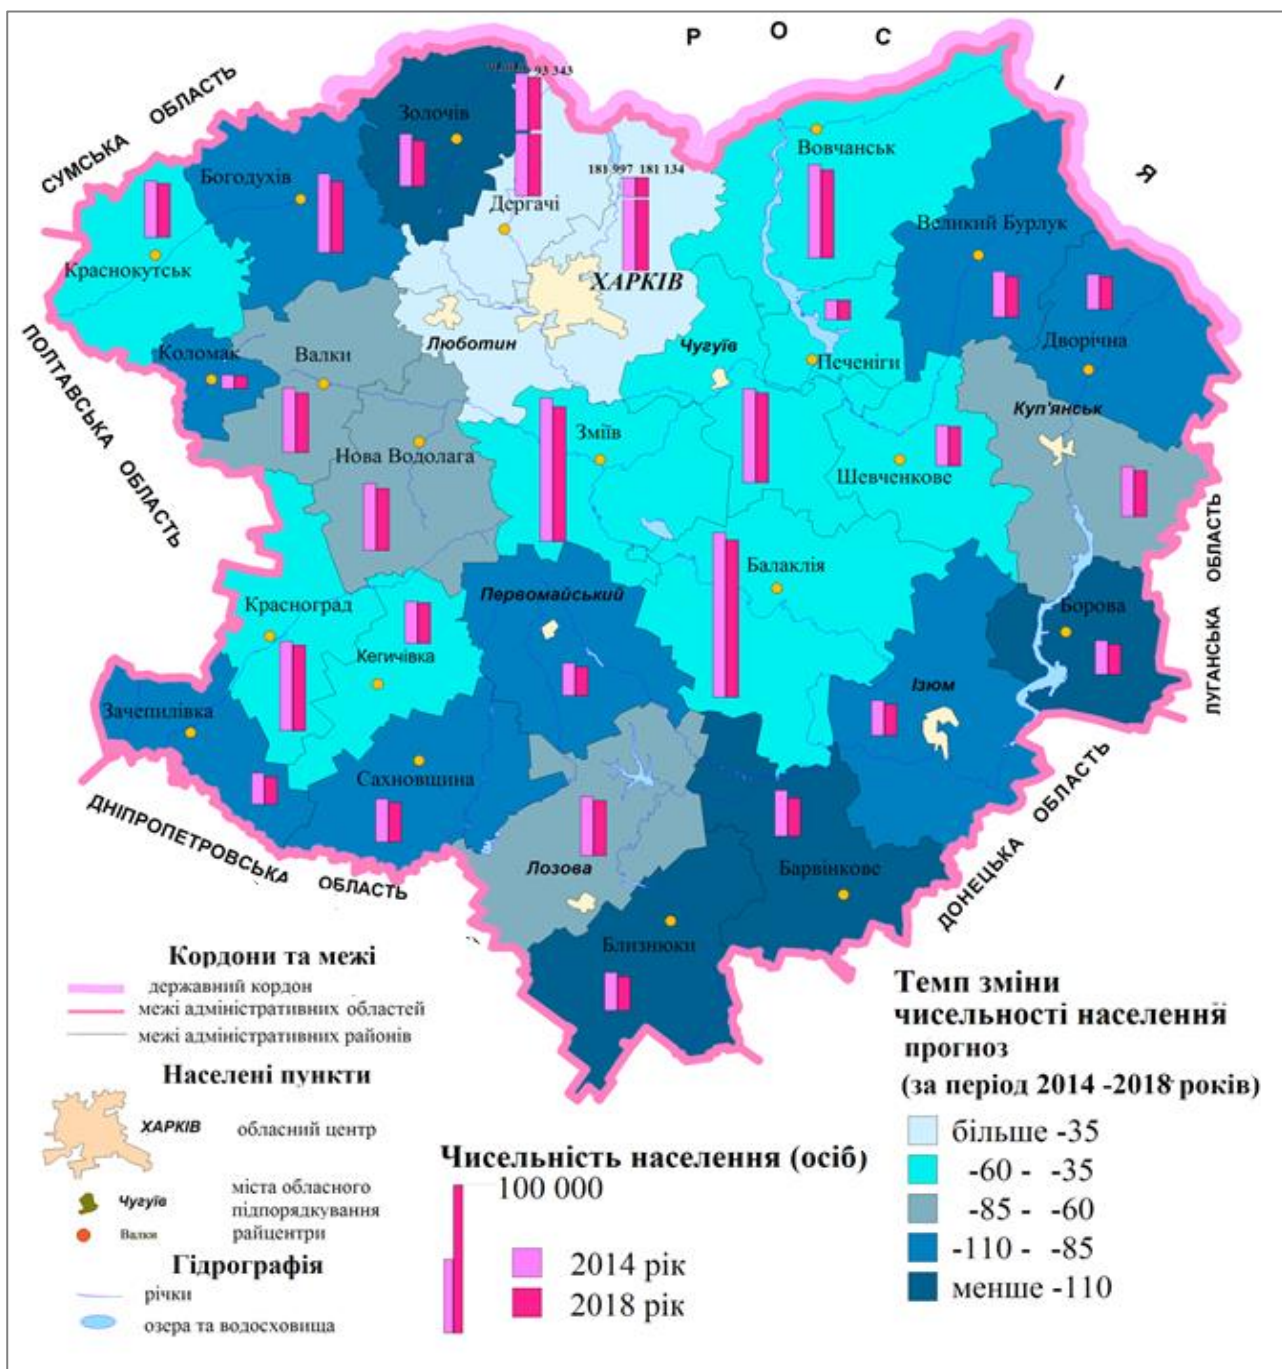 Р О С І Я
СУМСЬКА ОБЛАСТЬ
93 343
Золочів
Вовчанськ
Богодухів
181 997 181 134
Дергачі
Великий Бурлук
Краснокутськ
ХАРКІВ
Люботин
Чугуїв
Печеніги
Дворічна
Коломак
Валки
Куп'янськ
ПОЛТАВСЬКА ОБЛАСТЬ
Зміїв
Нова Водолага
Шевченкове
ЛУГАНСЬКА ОБЛАСТЬ
Балаклія
Первомайський
Красноград
Борова
Кегичівка
Ізюм
Зачепилівка
Сахновщина
ДНІПРОПЕТРОВСЬКА ОБЛАСТЬ
ДОНЕЦЬКА ОБЛАСТЬ
Лозова
Барвінкове
Близнюки
Кордони та межі
державний кордон
межі адміністративних областей
межі адміністративних районів
Населені пункти
ХАРКІВ обласний центр
Чугуїв міста обласного
підпорядкування
Валки райцентри
Гідрографія
річки
озера та водосховища
Чисельність населення (осіб)
100 000
2014 рік
2018 рік
Темп зміни
чисельності населення
прогноз
(за період 2014 -2018 років)
більше -35
-60 - -35
-85 - -60
-110 - -85
менше -110